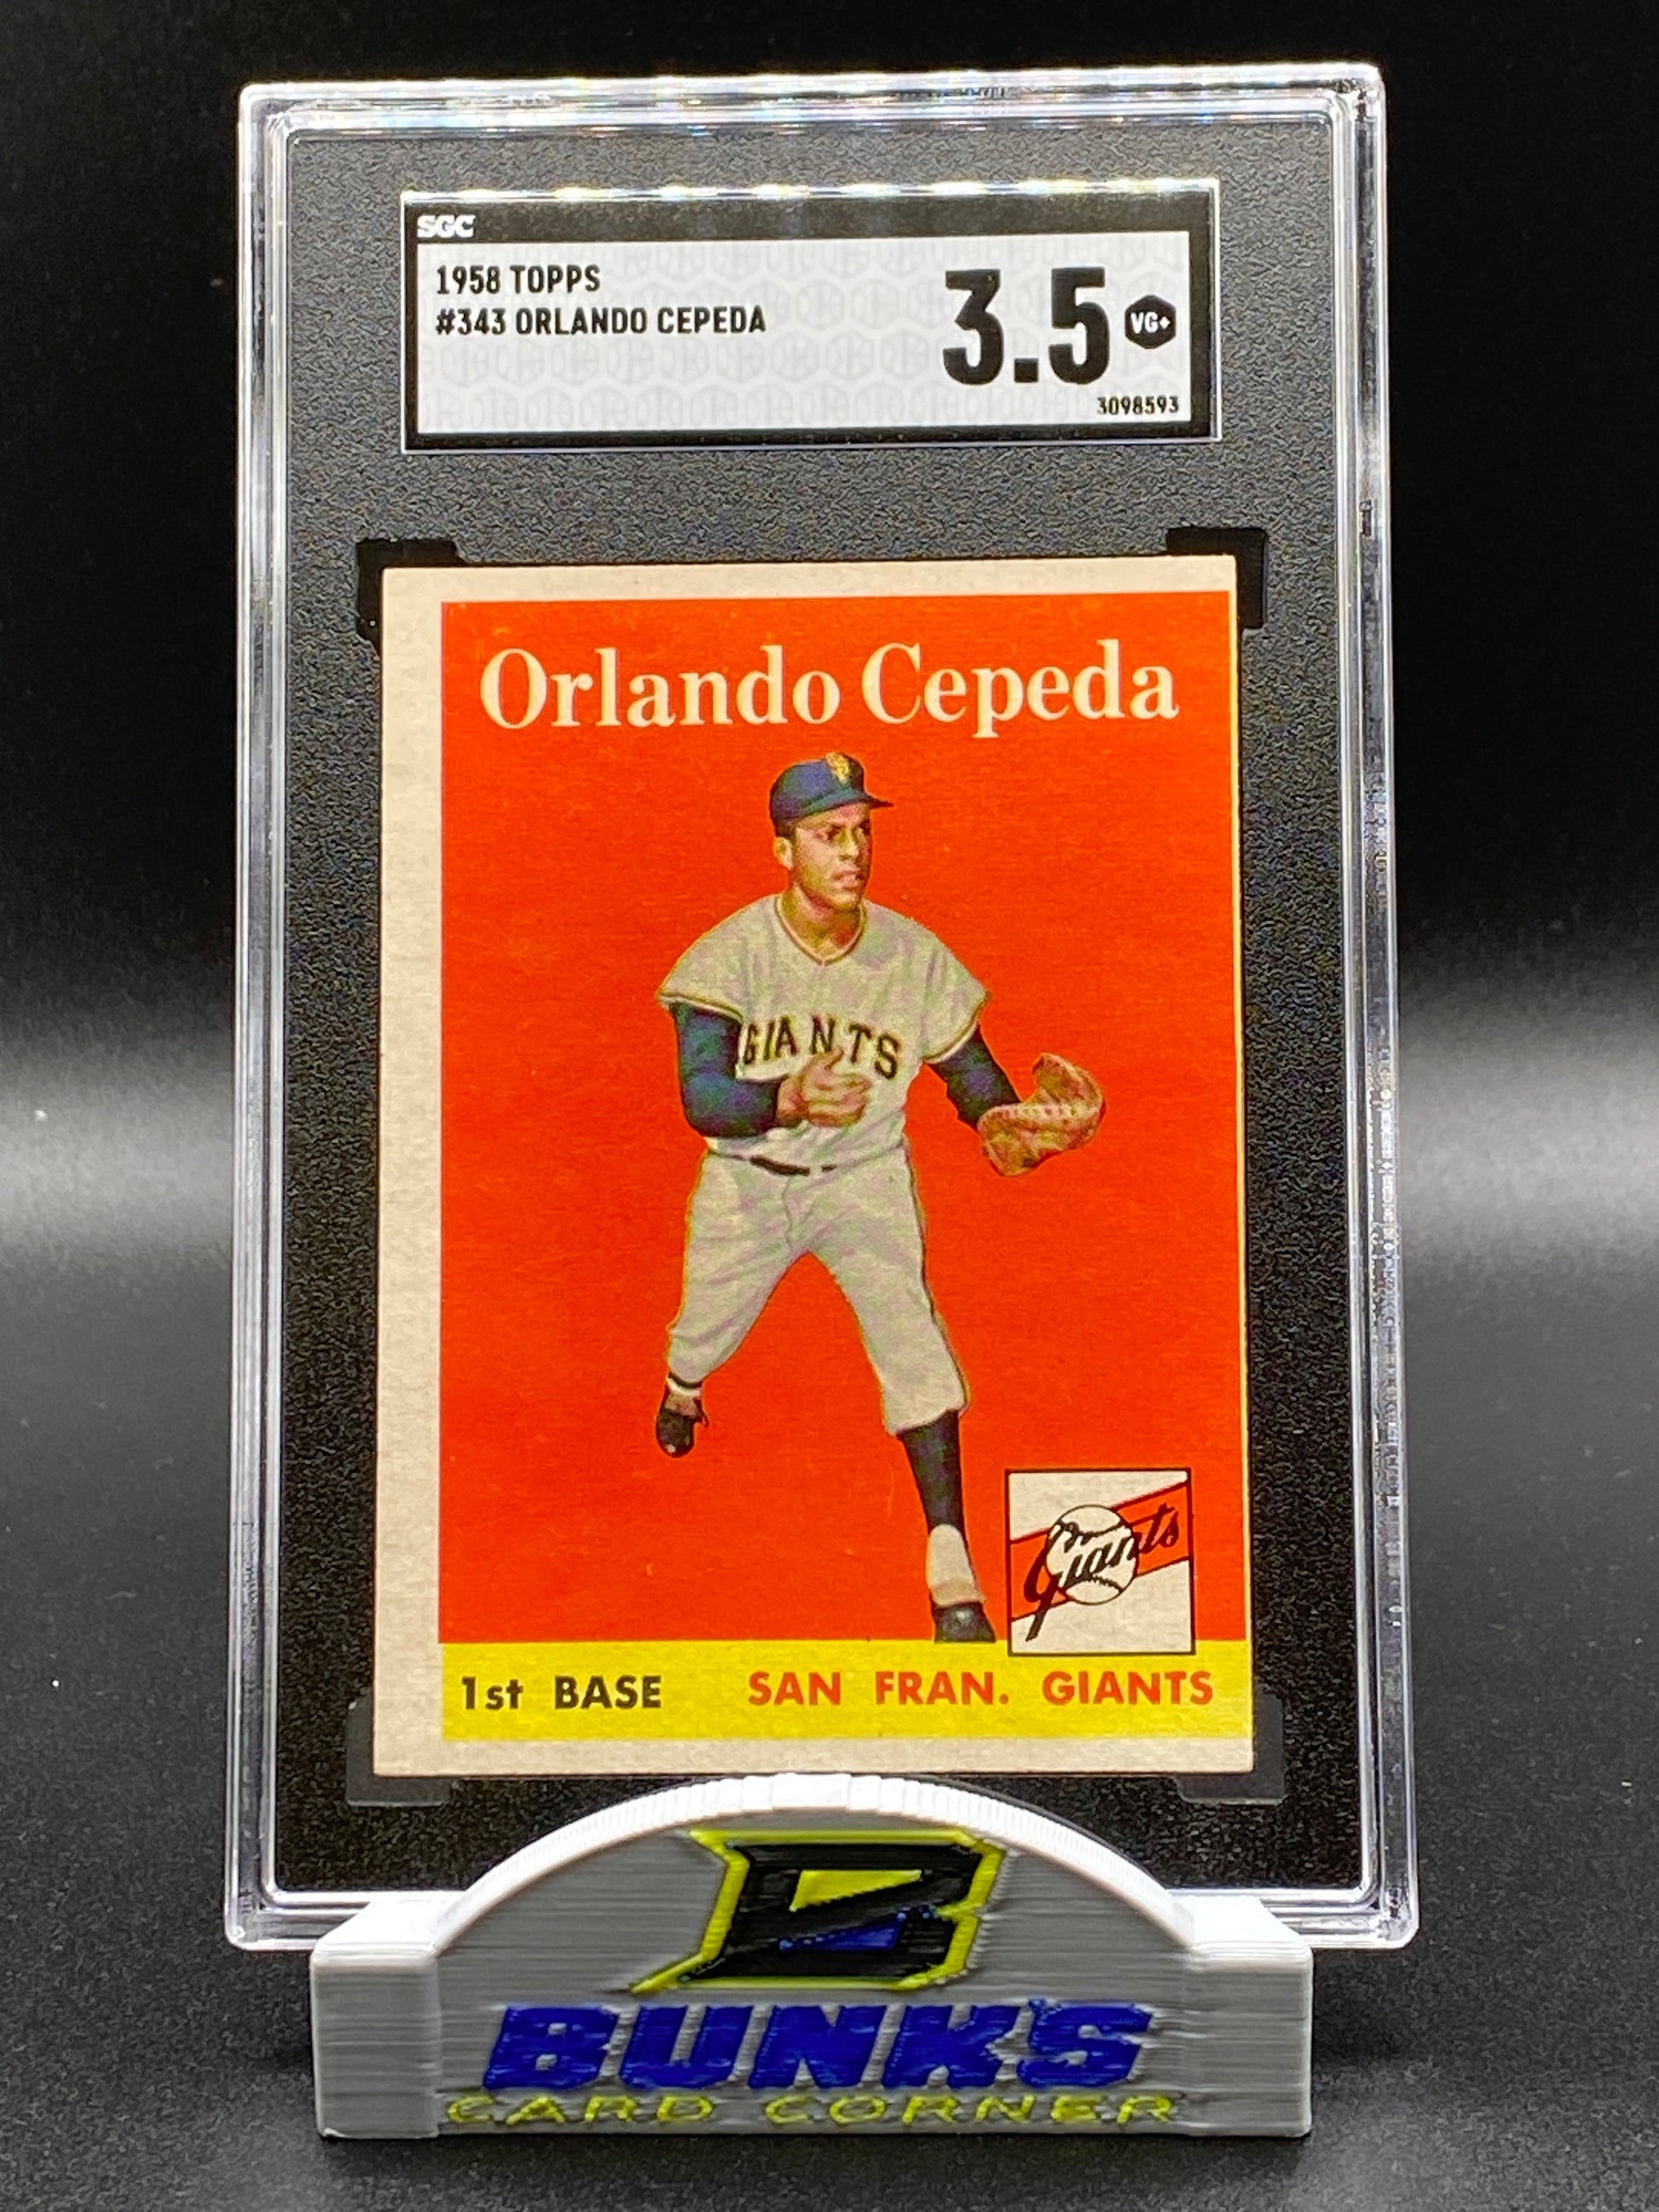 SGC
1958 TOPPS
#343 ORLANDO CEPEDA
3.5 VG+
3098593
Orlando Cepeda
GIANTS
Giants
1st BASE SAN FRAN. GIANTS
B
BUNK'S
CARD CORNER